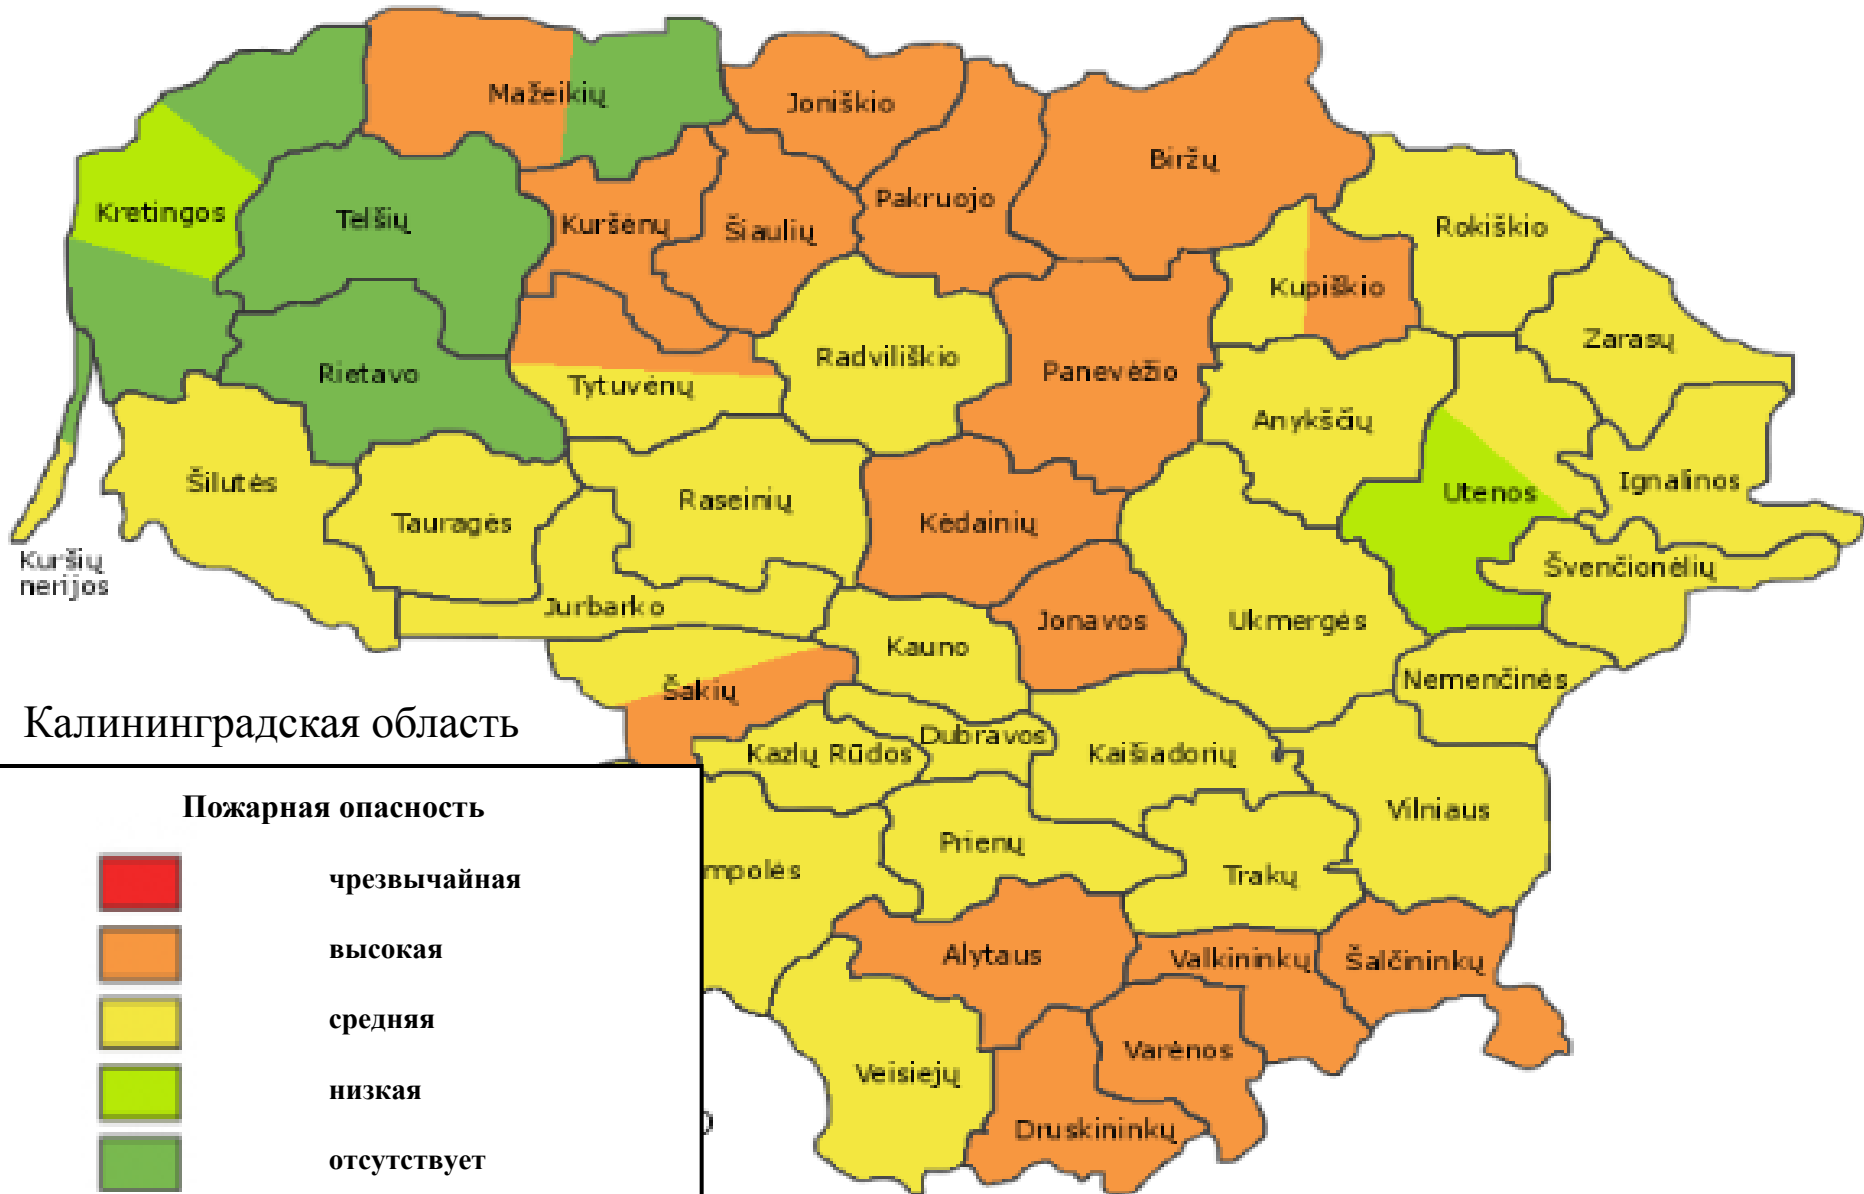 Mažeikių
Joniškio
Biržų
Kretingos
Telšių
Kuršėnų
Šiaulių
Pakruojo
Rokiškio
Kupiškio
Zarasų
Rietavo
Tytuvėnų
Radviliškio
Panevėžio
Anykščių
Šilutės
Tauragės
Raseinių
Kėdainių
Utenos
Ignalinos
Kuršių
nerijos
Švenčionėlių
Jurbarko
Kauno
Jonavos
Ukmergės
Šakių
Nemenčinės
Калининградская область
Kazlų Rūdos
Dubravos
Kaišiadorių
Vilniaus
Prienų
Trakų
mpolės
Alytaus
Valkininkų
Šalčininkų
Veisiejų
Varėnos
Druskininkų
Пожарная опасность
чрезвычайная
высокая
средняя
низкая
отсутствует